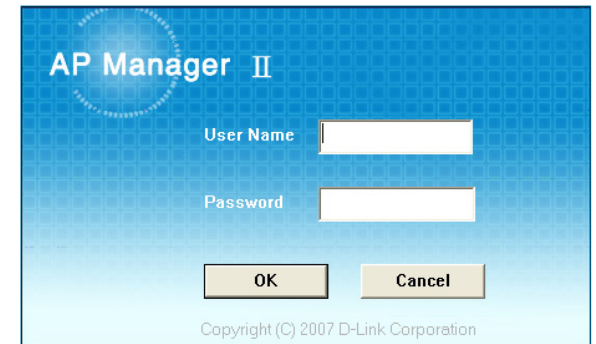 AP Manager II
User Name
Password
OK Cancel
Copyright (C) 2007 D-Link Corporation